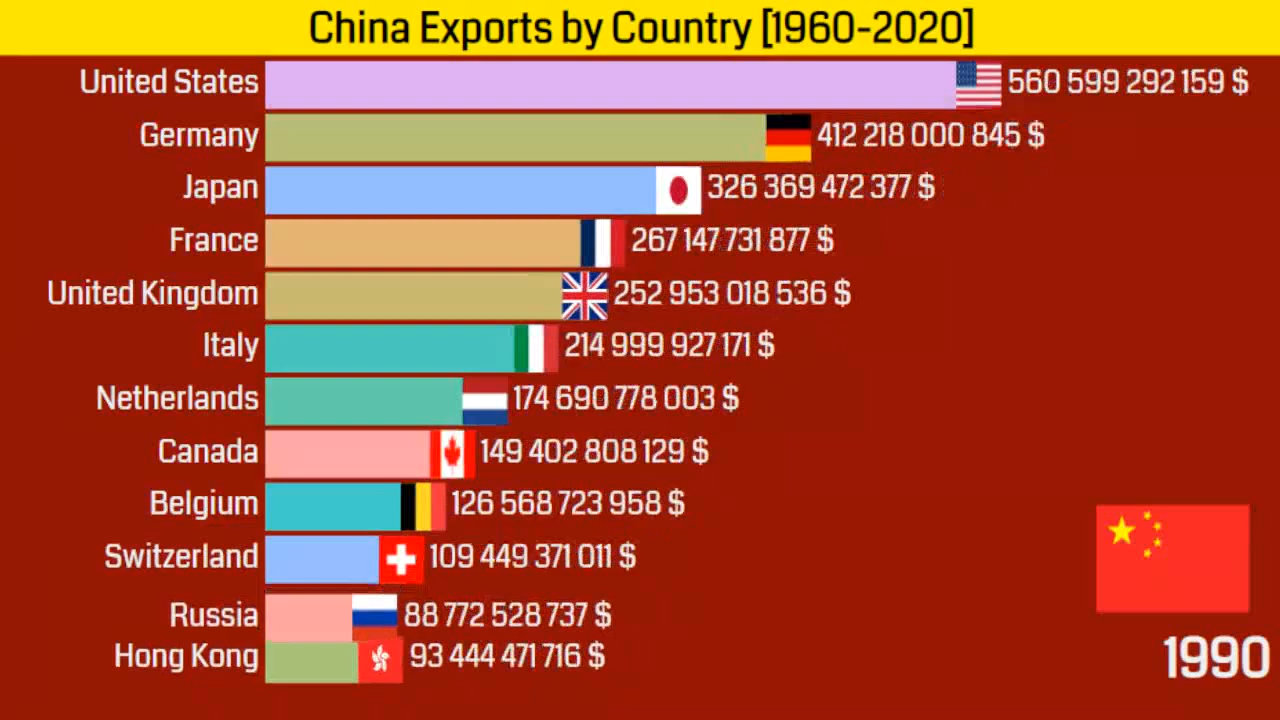 China Exports by Country [1960-2020]
United States 560 599 292 159 $
Germany 412 218 000 845 $
Japan 326 369 472 377 $
France 267 147 731 877 $
United Kingdom 252 953 018 536 $
Italy 214 999 927 171 $
Netherlands 174 690 778 003 $
Canada 149 402 808 129 $
Belgium 126 568 723 958 $
Switzerland 109 449 371 011 $
Russia 88 772 528 737 $
Hong Kong 93 444 471 716 $
1990